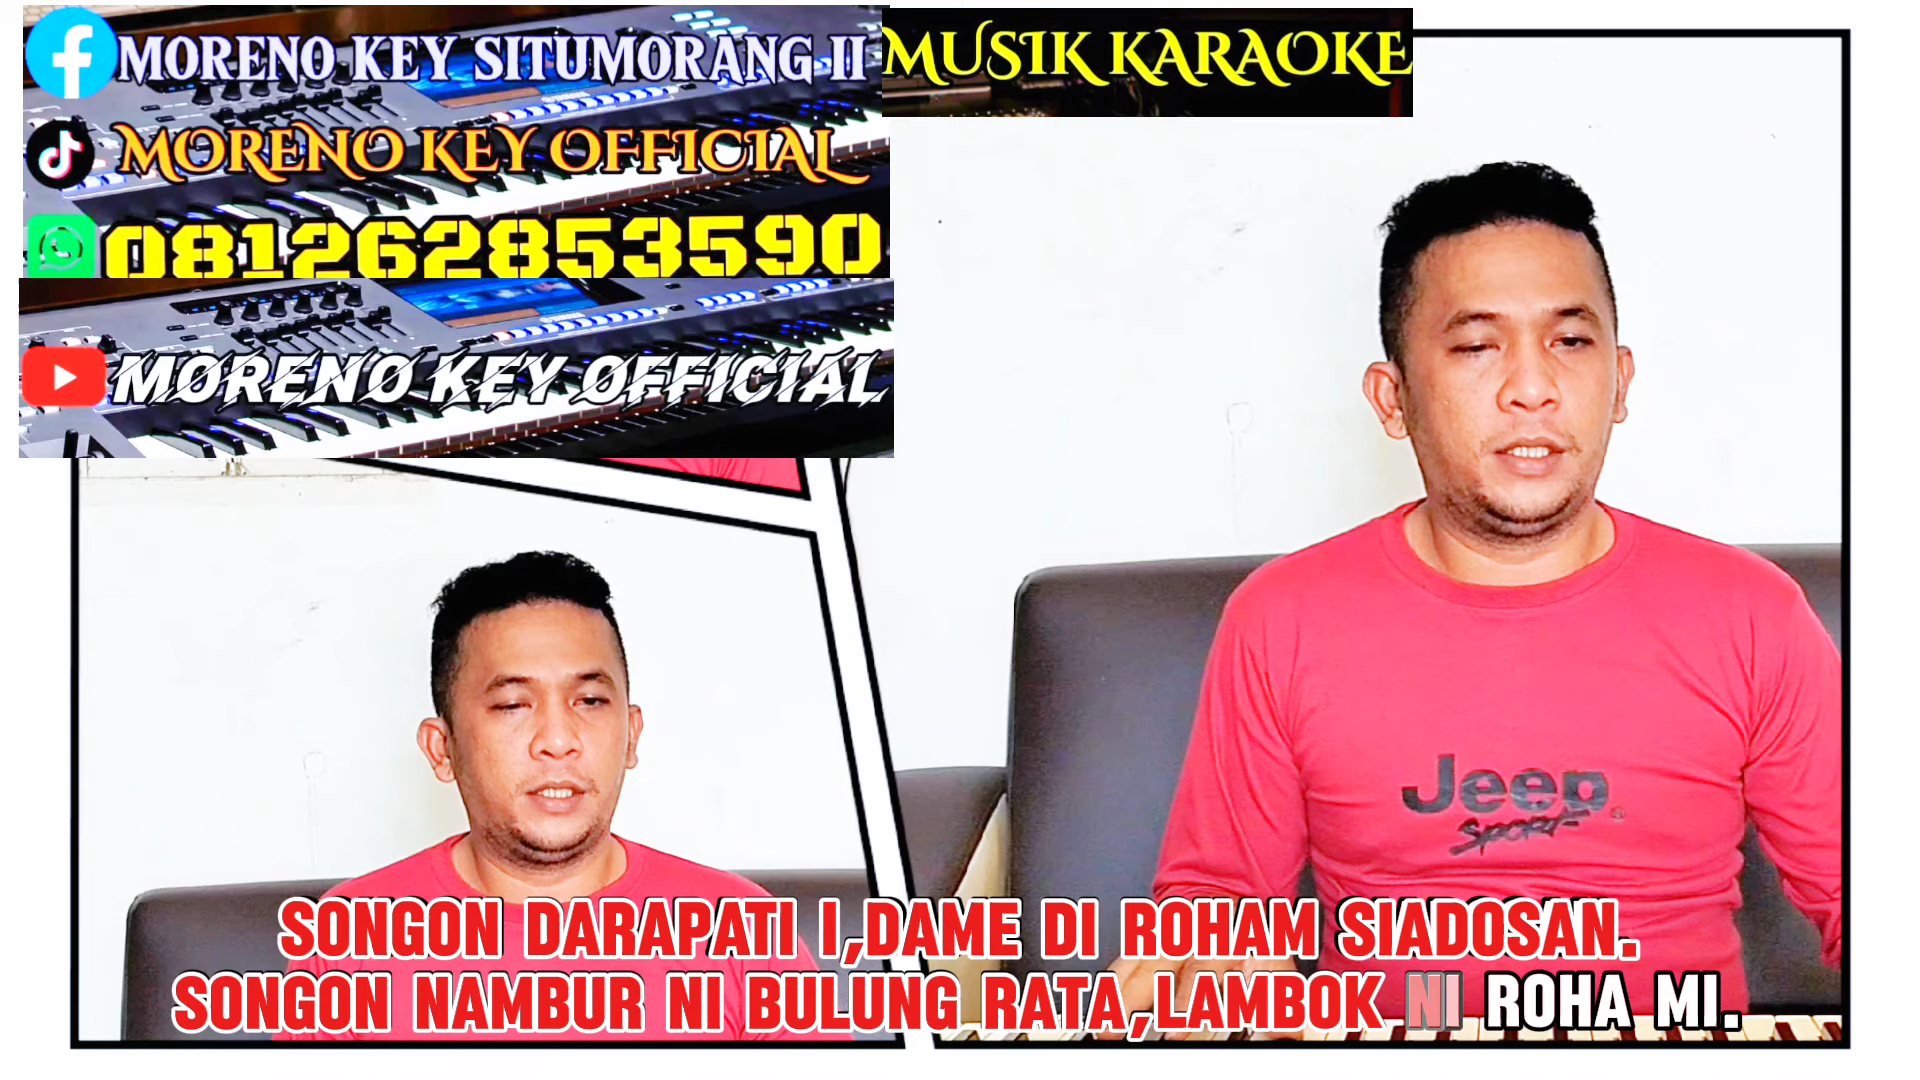 MORENO KEY SITUMORANG II
MUSIK KARAOKE
MORENO KEY OFFICIAL
081262853590
MORENO KEY OFFICIAL
Jeep
SPORT
SONGON DARAPATI I,DAME DI ROHAM SIADOSAN.
SONGON NAMBUR NI BULUNG RATA,LAMBOK NI ROHA MI.